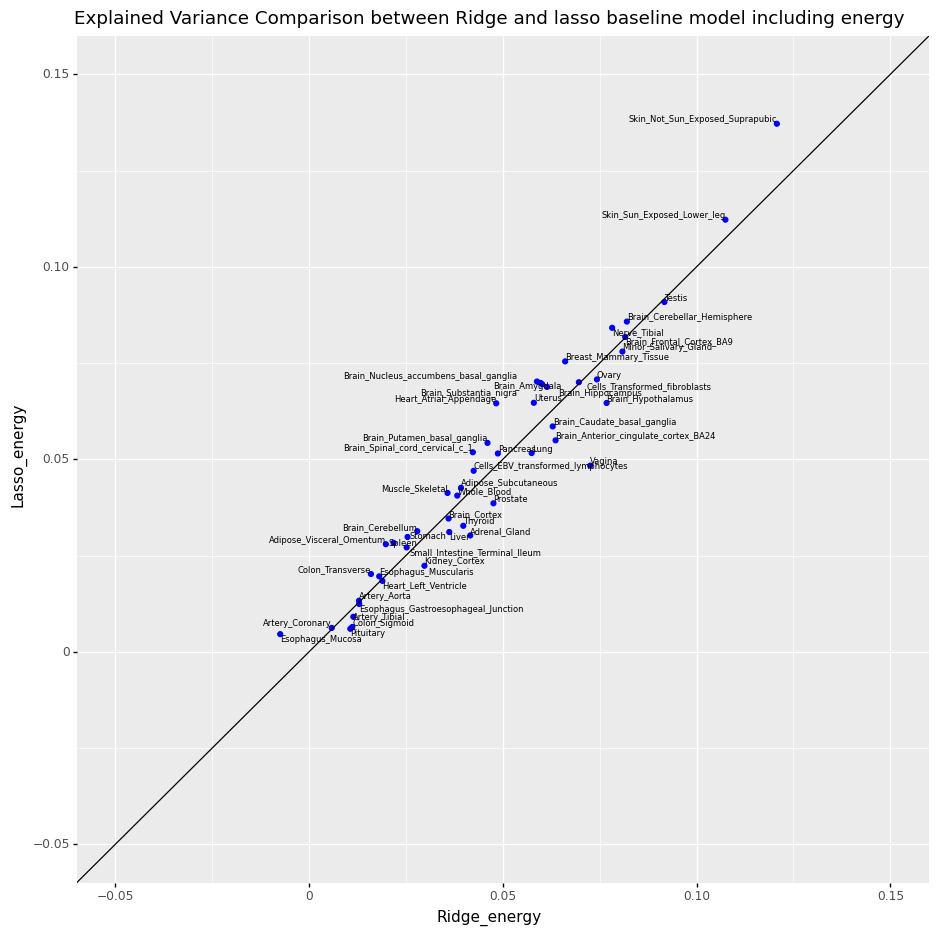 Explained Variance Comparison between Ridge and lasso baseline model including energy
0.15
Skin_Not_Sun_Exposed_Suprapubic
Skin_Sun_Exposed_Lower_leg
0.10
Testis
Brain_Cerebellar_Hemisphere
Nerve_Tibial
Brain_Frontal_Cortex_BA9
Minor_Salivary_Gland
Breast_Mammary_Tissue
Brain_Nucleus_accumbens_basal_ganglia
Ovary
Brain_Amygdala
Cells_Transformed_fibroblasts
Brain_Substantia_nigra
Brain_Hippocampus
Heart_Atrial_Appendage
Uterus
Brain_Hypothalamus
Brain_Caudate_basal_ganglia
Brain_Putamen_basal_ganglia
Brain_Anterior_cingulate_cortex_BA24
Brain_Spinal_cord_cervical_c_1
Pancreas
Lung
0.05
Vagina
Cells_EBV_transformed_lymphocytes
Adipose_Subcutaneous
Muscle_Skeletal
Whole_Blood
Prostate
Brain_Cortex
Thyroid
Brain_Cerebellum
Adrenal_Gland
Stomach
Liver
Adipose_Visceral_Omentum
Spleen
Small_Intestine_Terminal_Ileum
Kidney_Cortex
Colon_Transverse
Esophagus_Muscularis
Heart_Left_Ventricle
Artery_Aorta
Esophagus_Gastroesophageal_Junction
Artery_Tibial
Artery_Coronary
Colon_Sigmoid
Pituitary
Esophagus_Mucosa
0
−0.05
Lasso_energy
−0.05
0
0.05
0.10
0.15
Ridge_energy